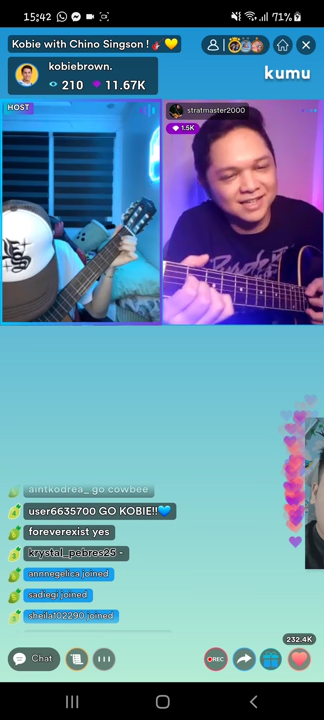 15:42
71%
Kobie with Chino Singson ! 🎸 💛
kobiebrown.
210 11.67K
kumu
HOST
stratmaster2000
1.5K
aintkodrea_ go cowbee
user6635700 GO KOBIE!!💙
foreverexist yes
krystal_pebres25 -
annnegelica joined
sadiegi joined
sheila102290 joined
232.4K
Chat
REC